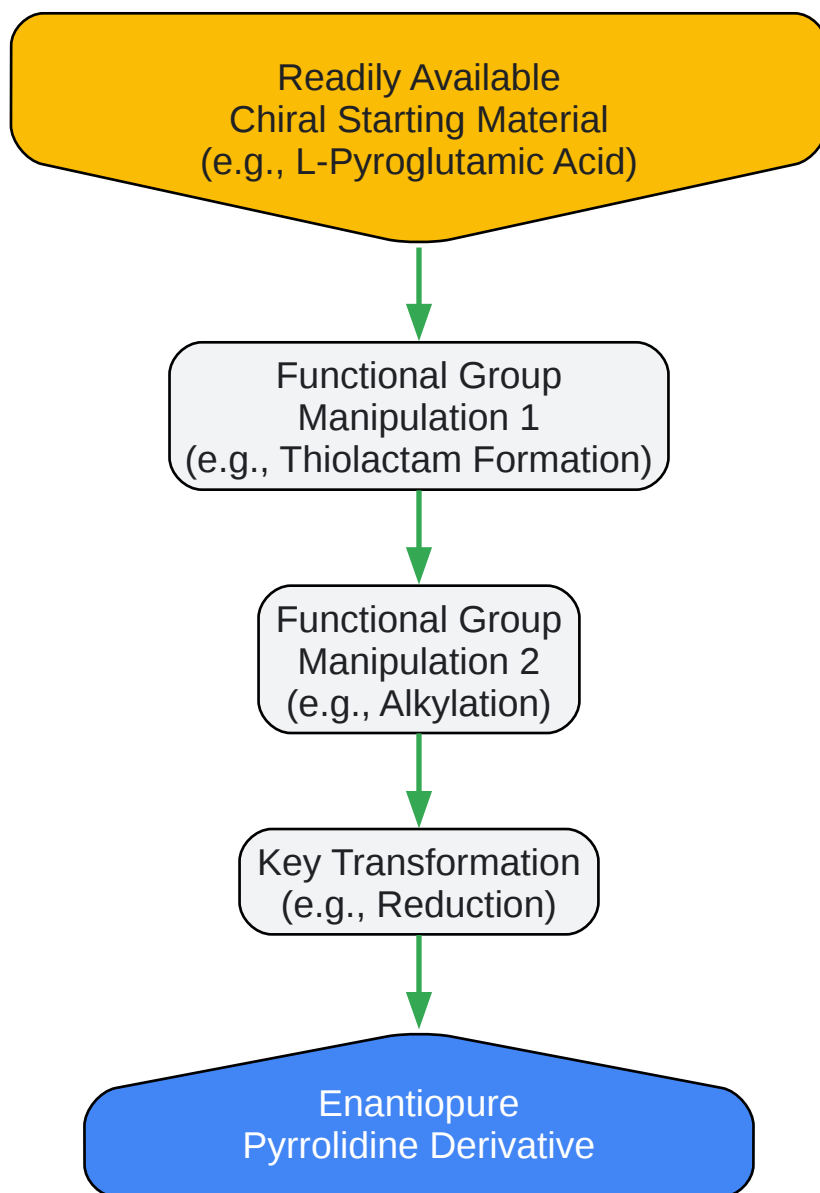 Readily Available
Chiral Starting Material
(e.g., L-Pyroglutamic Acid)
Functional Group
Manipulation 1
(e.g., Thiolactam Formation)
Functional Group
Manipulation 2
(e.g., Alkylation)
Key Transformation
(e.g., Reduction)
Enantiopure
Pyrrolidine Derivative